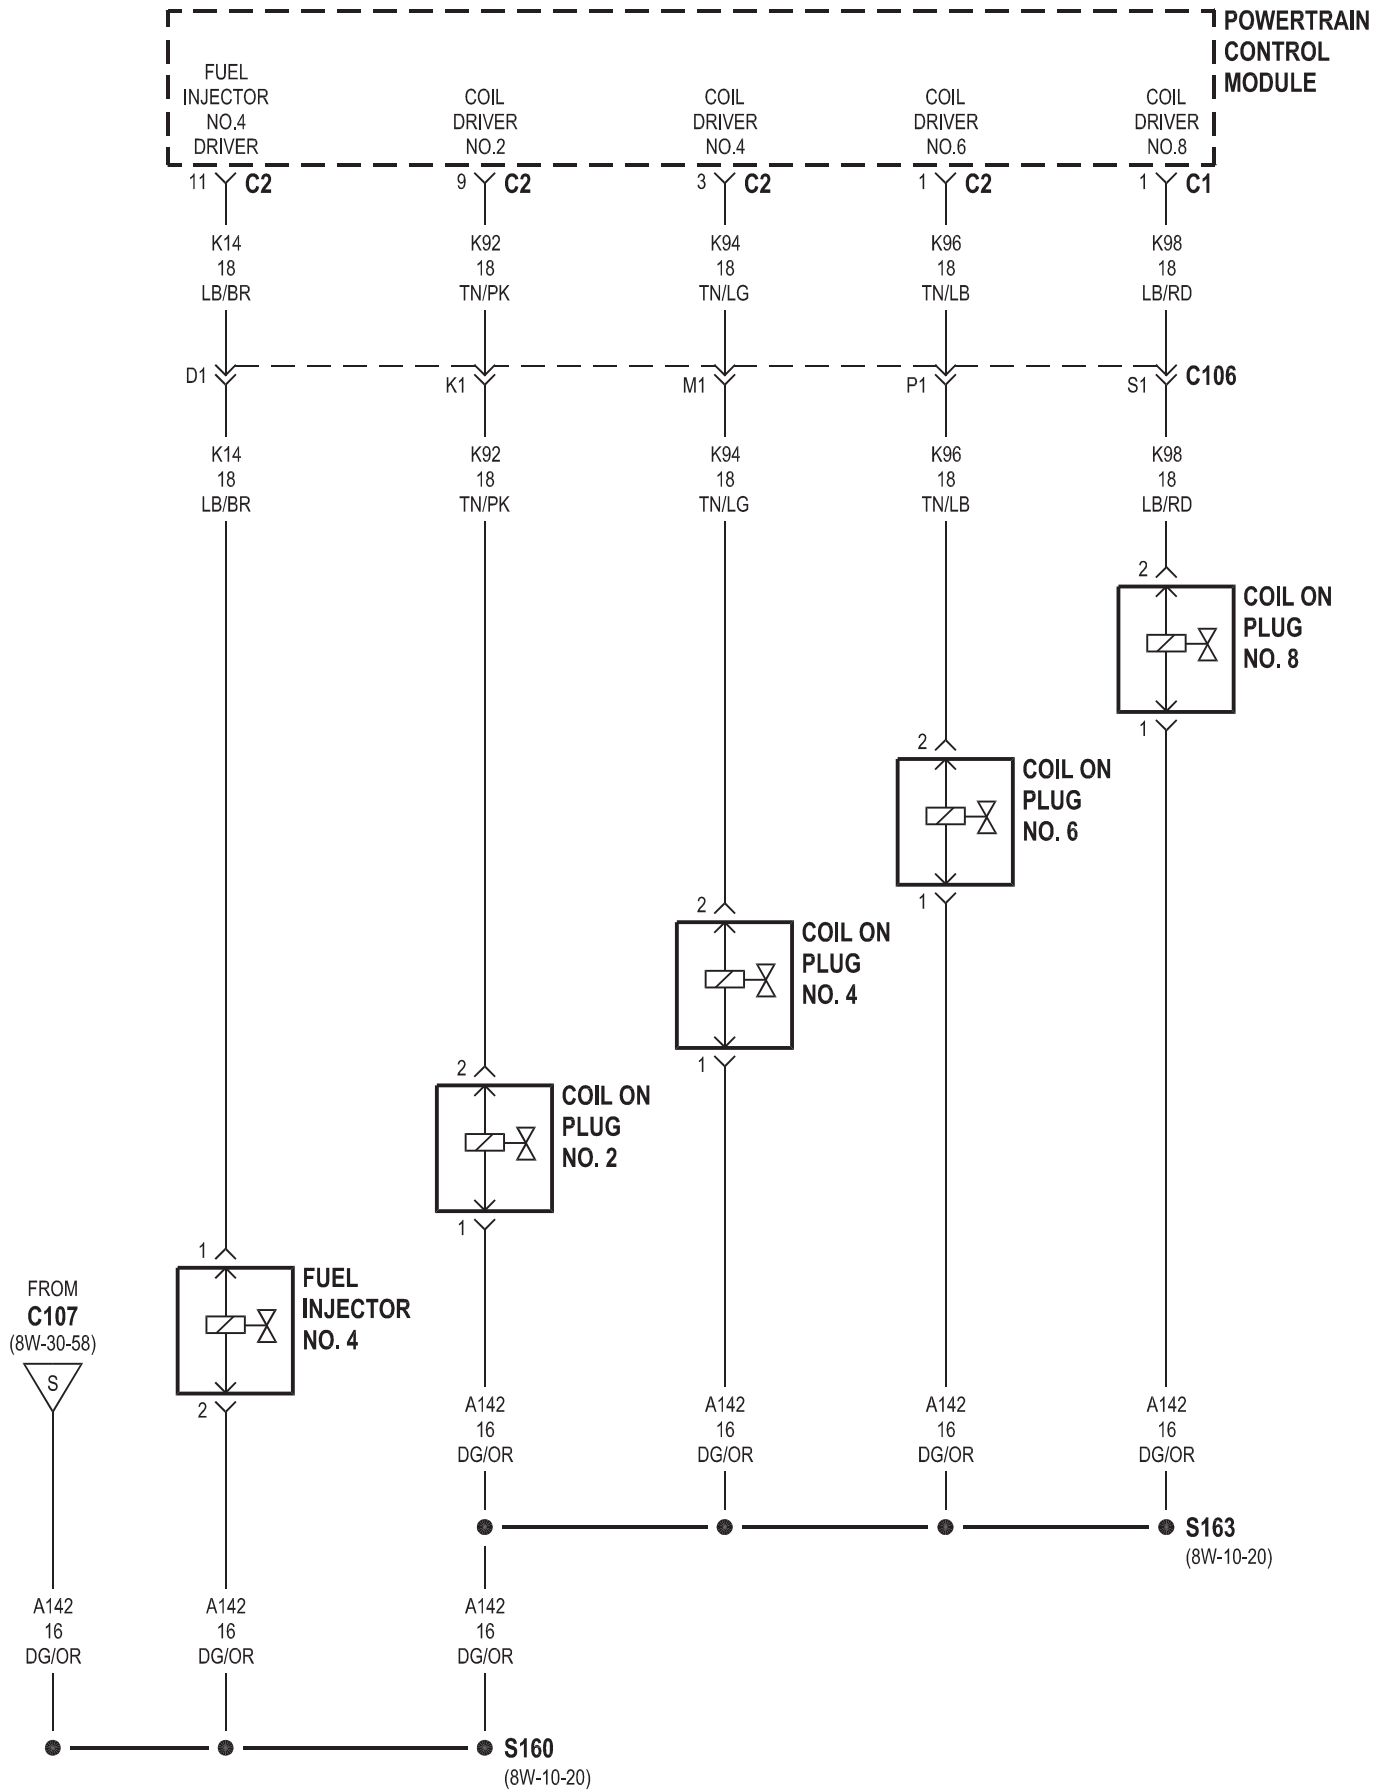 POWERTRAIN
CONTROL
MODULE
FUEL
INJECTOR
NO.4
DRIVER
COIL
DRIVER
NO.2
COIL
DRIVER
NO.4
COIL
DRIVER
NO.6
COIL
DRIVER
NO.8
11 C2
9 C2
3 C2
1 C2
1 C1
K14
18
LB/BR
K92
18
TN/PK
K94
18
TN/LG
K96
18
TN/LB
K98
18
LB/RD
D1
K1
M1
P1
S1
C106
K14
18
LB/BR
K92
18
TN/PK
K94
18
TN/LG
K96
18
TN/LB
K98
18
LB/RD
2
COIL ON
PLUG
NO. 8
1
2
COIL ON
PLUG
NO. 6
1
2
COIL ON
PLUG
NO. 4
1
2
COIL ON
PLUG
NO. 2
1
1
FUEL
INJECTOR
NO. 4
2
FROM
C107
(8W-30-58)
S
A142
16
DG/OR
A142
16
DG/OR
A142
16
DG/OR
A142
16
DG/OR
S163
(8W-10-20)
A142
16
DG/OR
A142
16
DG/OR
A142
16
DG/OR
S160
(8W-10-20)